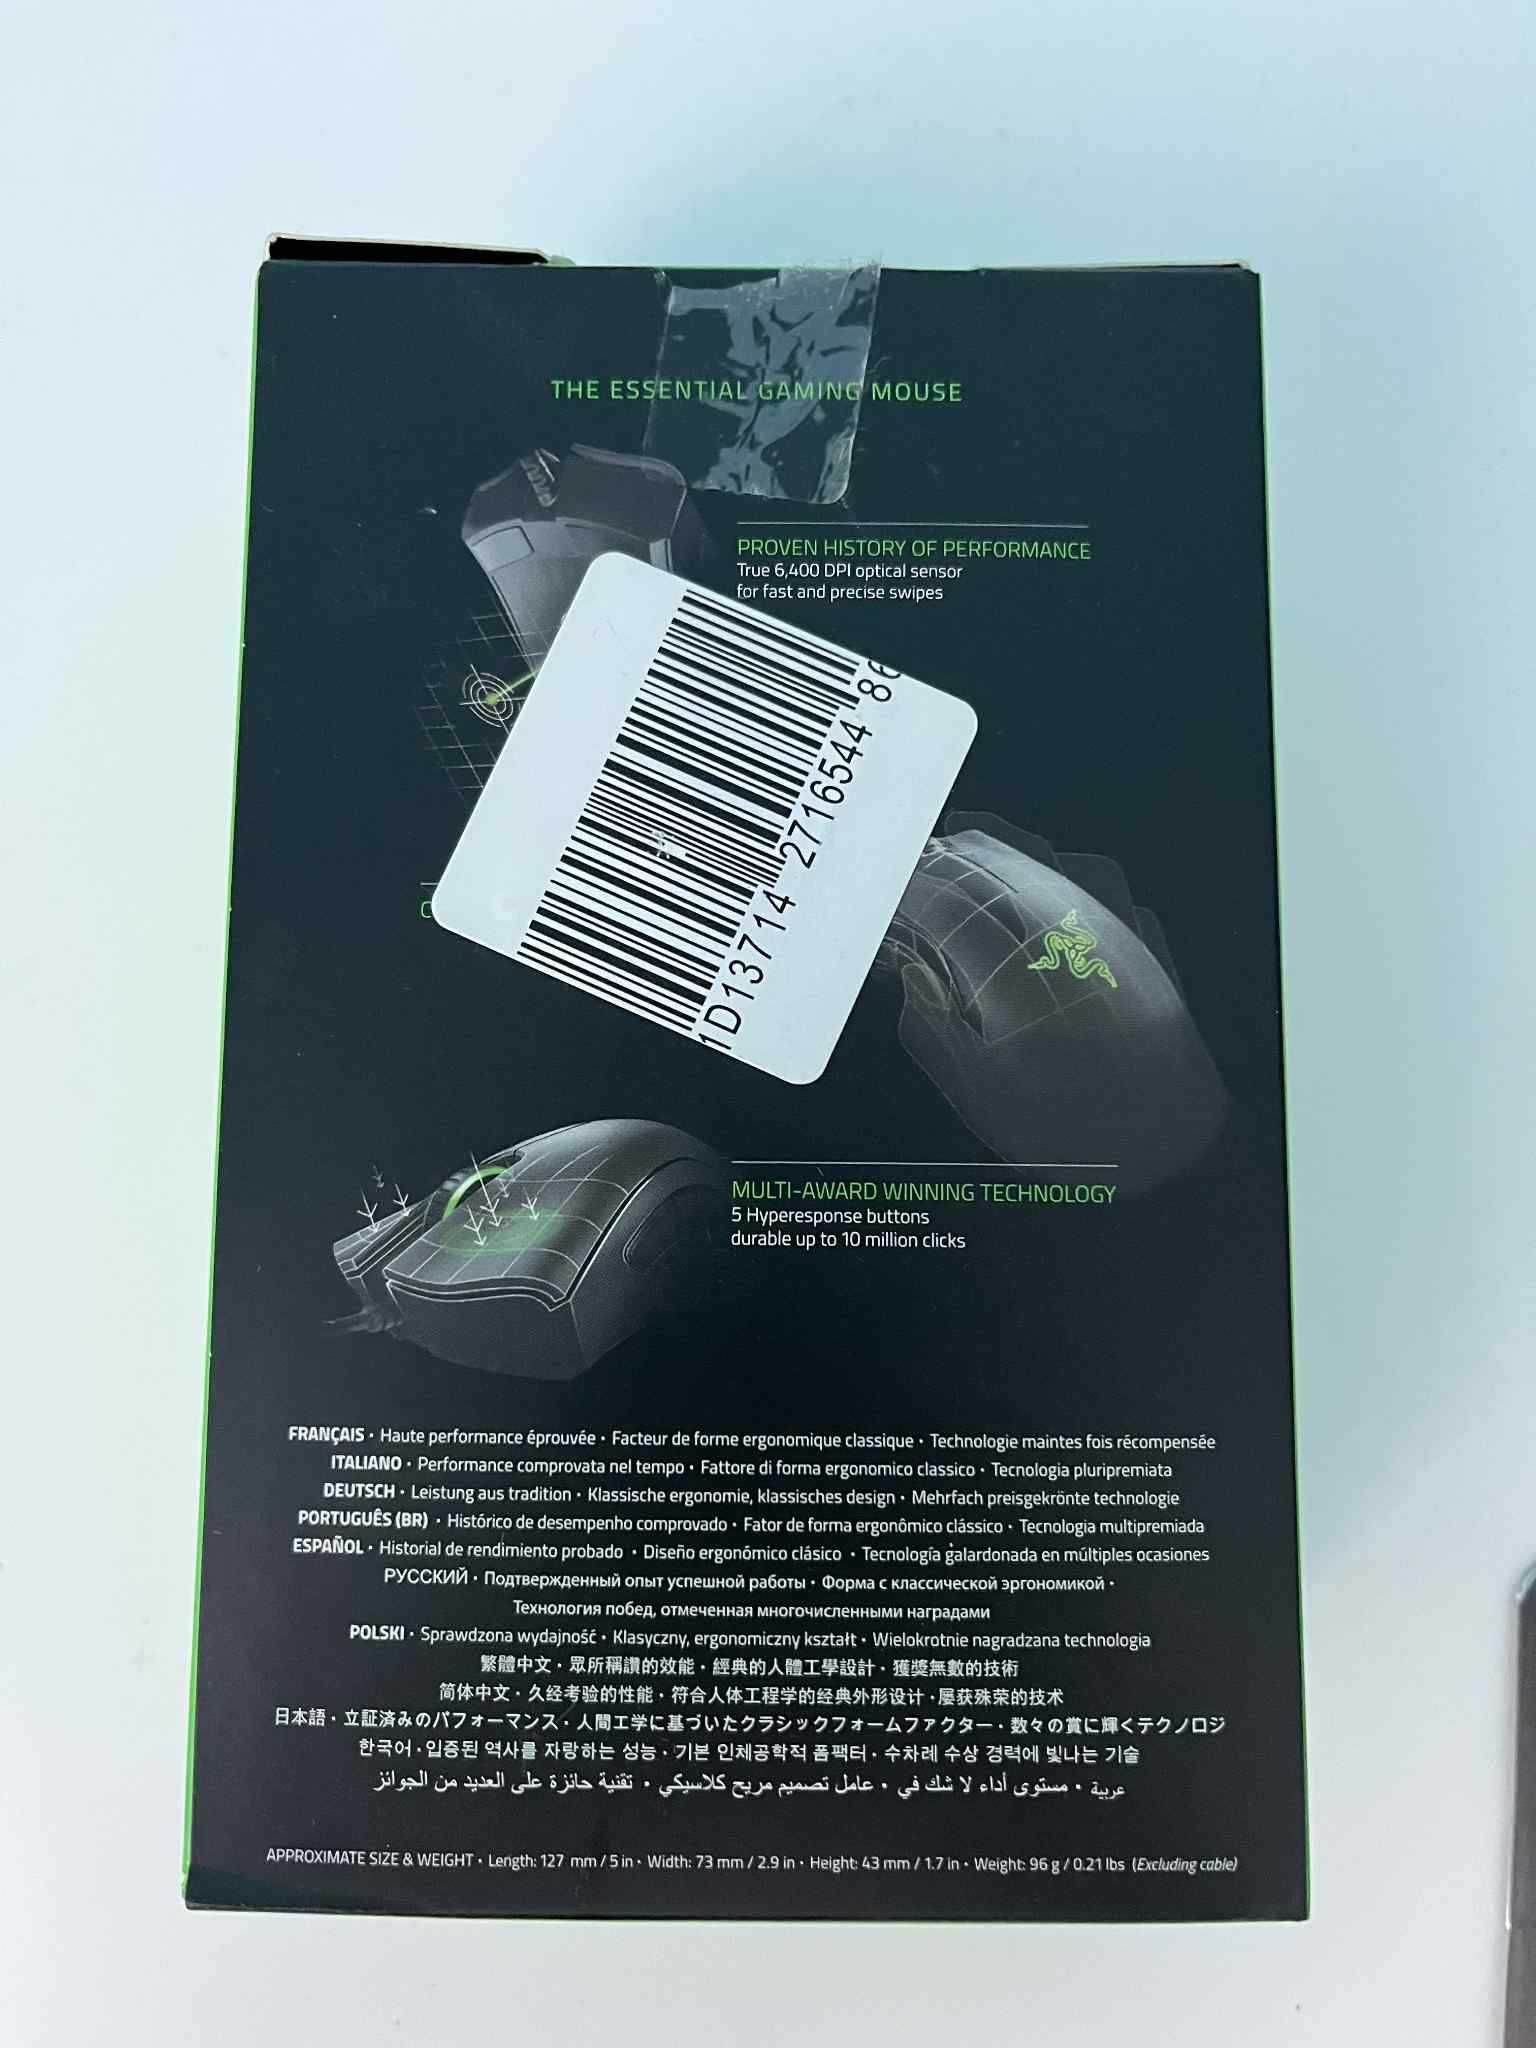 THE ESSENTIAL GAMING MOUSE
PROVEN HISTORY OF PERFORMANCE
True 6,400 DPI optical sensor
for fast and precise swipes
1D13714 2716544 86
C
MULTI-AWARD WINNING TECHNOLOGY
5 Hyperesponse buttons
durable up to 10 million clicks
FRANÇAIS · Haute performance éprouvée · Facteur de forme ergonomique classique · Technologie maintes fois récompensée
ITALIANO · Performance comprovata nel tempo · Fattore di forma ergonomico classico · Tecnologia pluripremiata
DEUTSCH · Leistung aus tradition · Klassische ergonomie, klassisches design · Mehrfach preisgekrönte technologie
PORTUGUÊS (BR) · Histórico de desempenho comprovado · Fator de forma ergonômico clássico · Tecnologia multipremiada
ESPAÑOL · Historial de rendimiento probado · Diseño ergonómico clásico · Tecnología galardonada en múltiples ocasiones
РУССКИЙ · Подтвержденный опыт успешной работы · Форма с классической эргономикой ·
Технология побед, отмеченная многочисленными наградами
POLSKI · Sprawdzona wydajność · Klasyczny, ergonomiczny kształt · Wielokrotnie nagradzana technologia
繁體中文 · 眾所稱讚的效能 · 經典的人體工學設計 · 獲獎無數的技術
简体中文 · 久经考验的性能 · 符合人体工程学的经典外形设计 · 屡获殊荣的技术
日本語 · 立証済みのパフォーマンス · 人間工学に基づいたクラシックフォームファクター · 数々の賞に輝くテクノロジ
한국어 · 입증된 역사를 자랑하는 성능 · 기본 인체공학적 폼팩터 · 수차례 수상 경력에 빛나는 기술
عربية · مستوى أداء لا شك في · عامل تصميم مريح كلاسيكي · تقنية حائزة على العديد من الجوائز
APPROXIMATE SIZE & WEIGHT · Length: 127 mm / 5 in · Width: 73 mm / 2.9 in · Height: 43 mm / 1.7 in · Weight: 96 g / 0.21 lbs (Excluding cable)